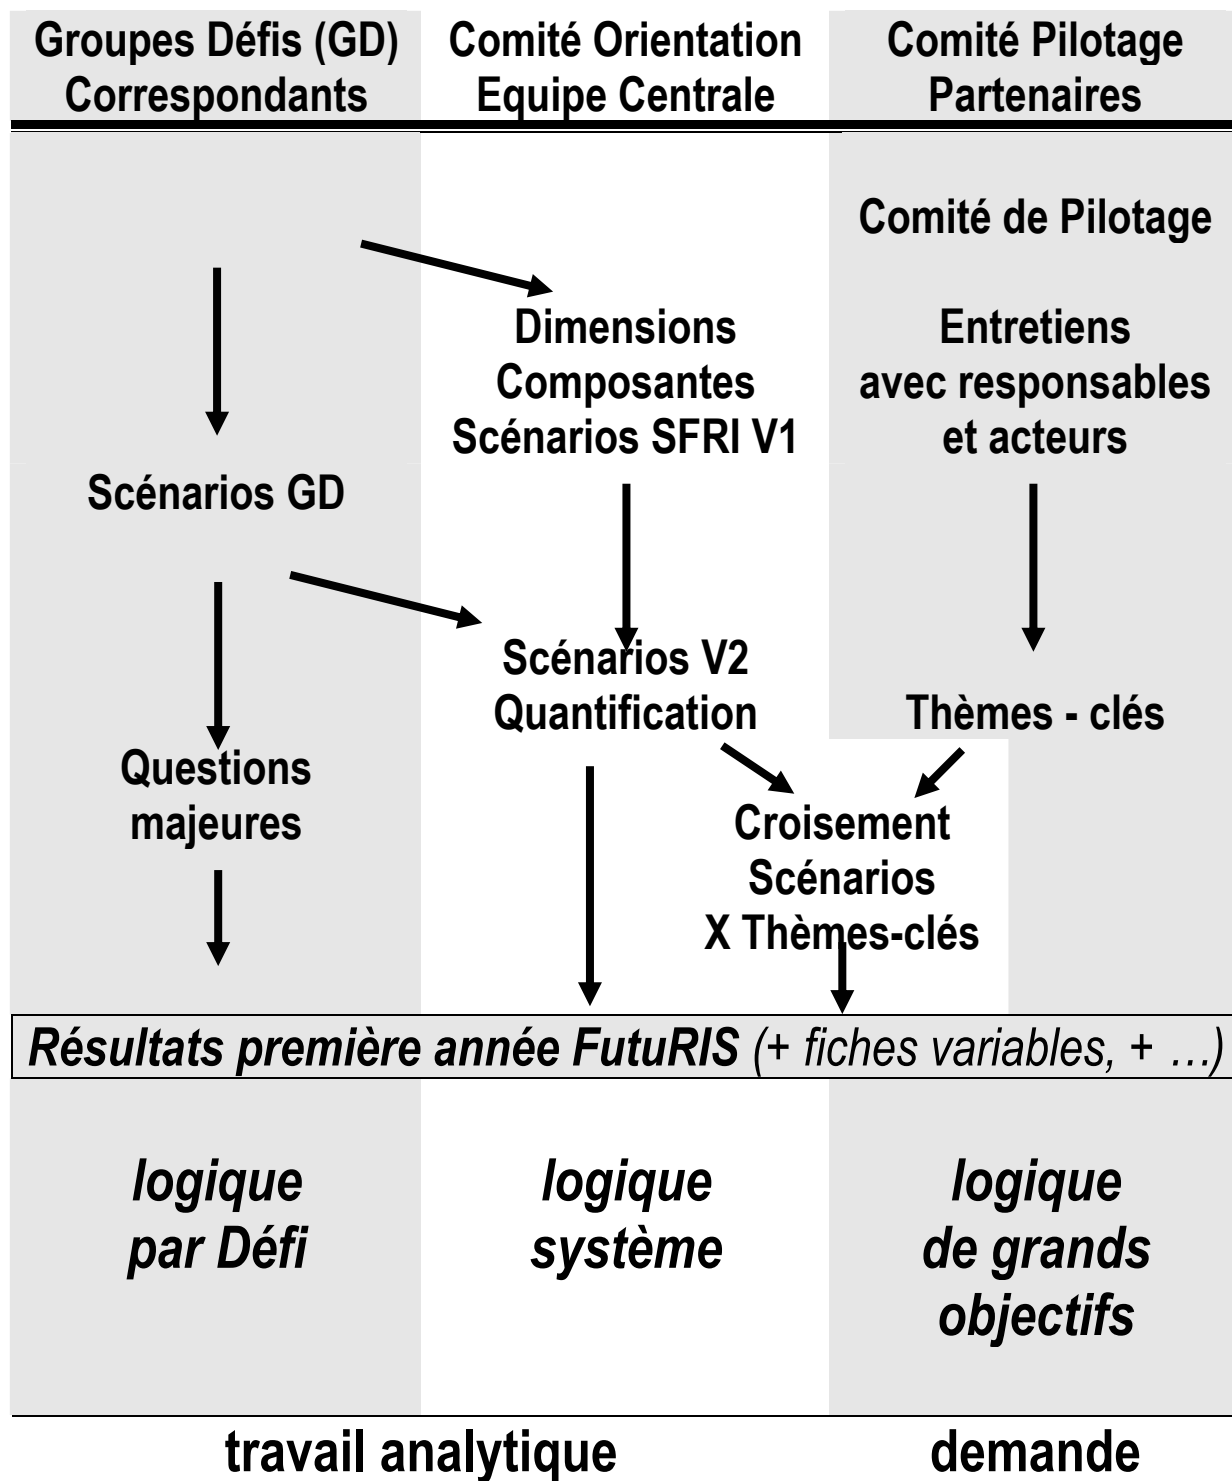 Groupes Défis (GD)
Correspondants
Comité Orientation
Equipe Centrale
Comité Pilotage
Partenaires
Comité de Pilotage
Dimensions
Composantes
Scénarios SFRI V1
Entretiens
avec responsables
et acteurs
Scénarios GD
Scénarios V2
Quantification
Thèmes - clés
Questions
majeures
Croisement
Scénarios
X Thèmes-clés
Résultats première année FutuRIS (+ fiches variables, + …)
logique
par Défi
logique
système
logique
de grands
objectifs
travail analytique
demande